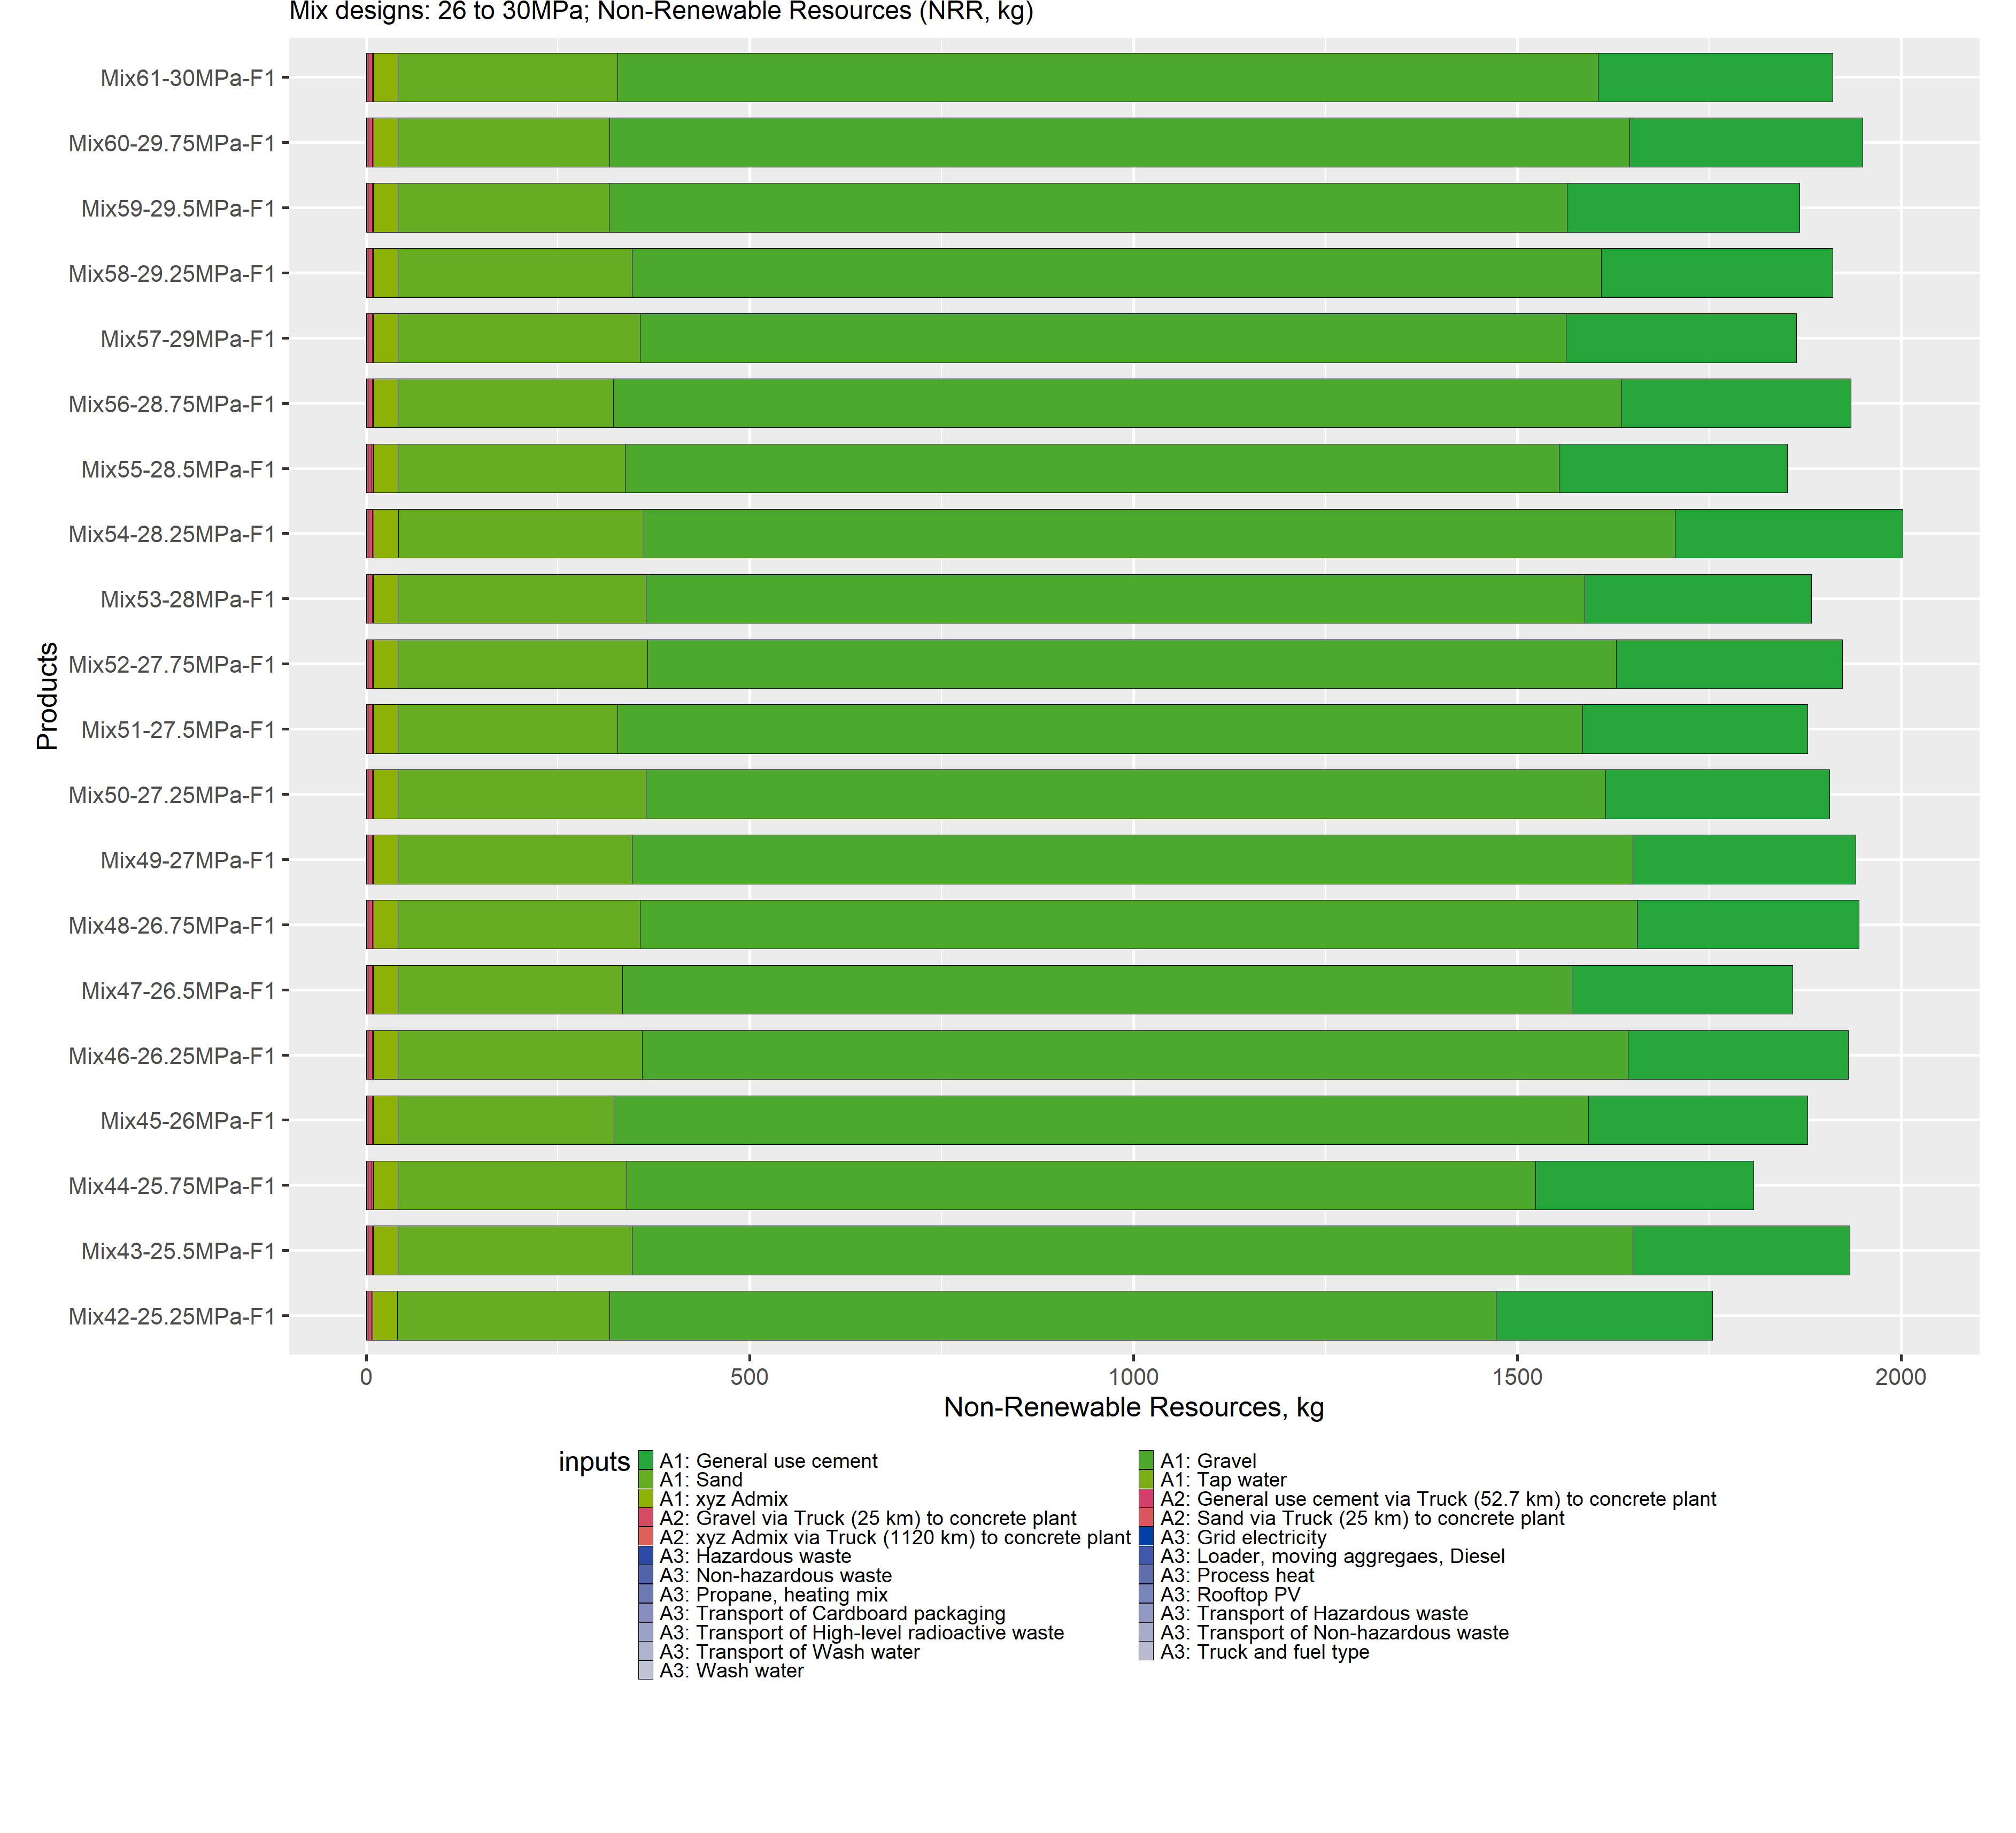 Mix designs: 26 to 30MPa; Non-Renewable Resources (NRR, kg)
Products
Mix61-30MPa-F1
Mix60-29.75MPa-F1
Mix59-29.5MPa-F1
Mix58-29.25MPa-F1
Mix57-29MPa-F1
Mix56-28.75MPa-F1
Mix55-28.5MPa-F1
Mix54-28.25MPa-F1
Mix53-28MPa-F1
Mix52-27.75MPa-F1
Mix51-27.5MPa-F1
Mix50-27.25MPa-F1
Mix49-27MPa-F1
Mix48-26.75MPa-F1
Mix47-26.5MPa-F1
Mix46-26.25MPa-F1
Mix45-26MPa-F1
Mix44-25.75MPa-F1
Mix43-25.5MPa-F1
Mix42-25.25MPa-F1
0 500 1000 1500 2000
Non-Renewable Resources, kg
inputs
A1: General use cement A1: Gravel
A1: Sand A1: Tap water
A1: xyz Admix A2: General use cement via Truck (52.7 km) to concrete plant
A2: Gravel via Truck (25 km) to concrete plant A2: Sand via Truck (25 km) to concrete plant
A2: xyz Admix via Truck (1120 km) to concrete plant A3: Grid electricity
A3: Hazardous waste A3: Loader, moving aggregaes, Diesel
A3: Non-hazardous waste A3: Process heat
A3: Propane, heating mix A3: Rooftop PV
A3: Transport of Cardboard packaging A3: Transport of Hazardous waste
A3: Transport of High-level radioactive waste A3: Transport of Non-hazardous waste
A3: Transport of Wash water A3: Truck and fuel type
A3: Wash water